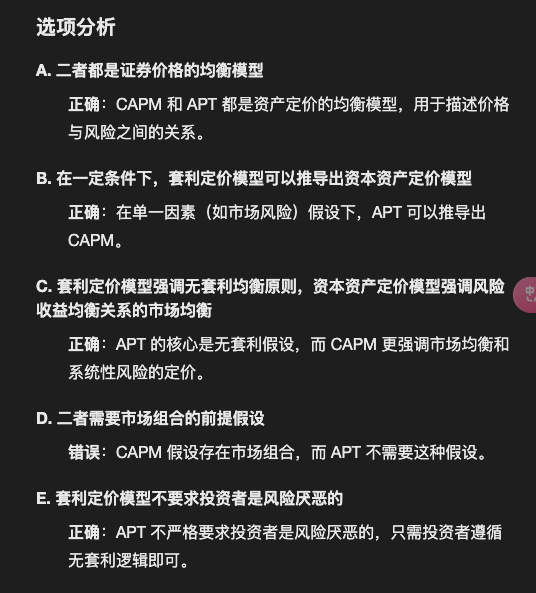 选项分析
A. 二者都是证券价格的均衡模型
正确：CAPM 和 APT 都是资产定价的均衡模型，用于描述价格
与风险之间的关系。
B. 在一定条件下，套利定价模型可以推导出资本资产定价模型
正确：在单一因素（如市场风险）假设下，APT 可以推导出
CAPM。
C. 套利定价模型强调无套利均衡原则，资本资产定价模型强调风险
收益均衡关系的市场均衡
正确：APT 的核心是无套利假设，而 CAPM 更强调市场均衡和
系统性风险的定价。
D. 二者需要市场组合的前提假设
错误：CAPM 假设存在市场组合，而 APT 不需要这种假设。
E. 套利定价模型不要求投资者是风险厌恶的
正确：APT 不严格要求投资者是风险厌恶的，只需投资者遵循
无套利逻辑即可。